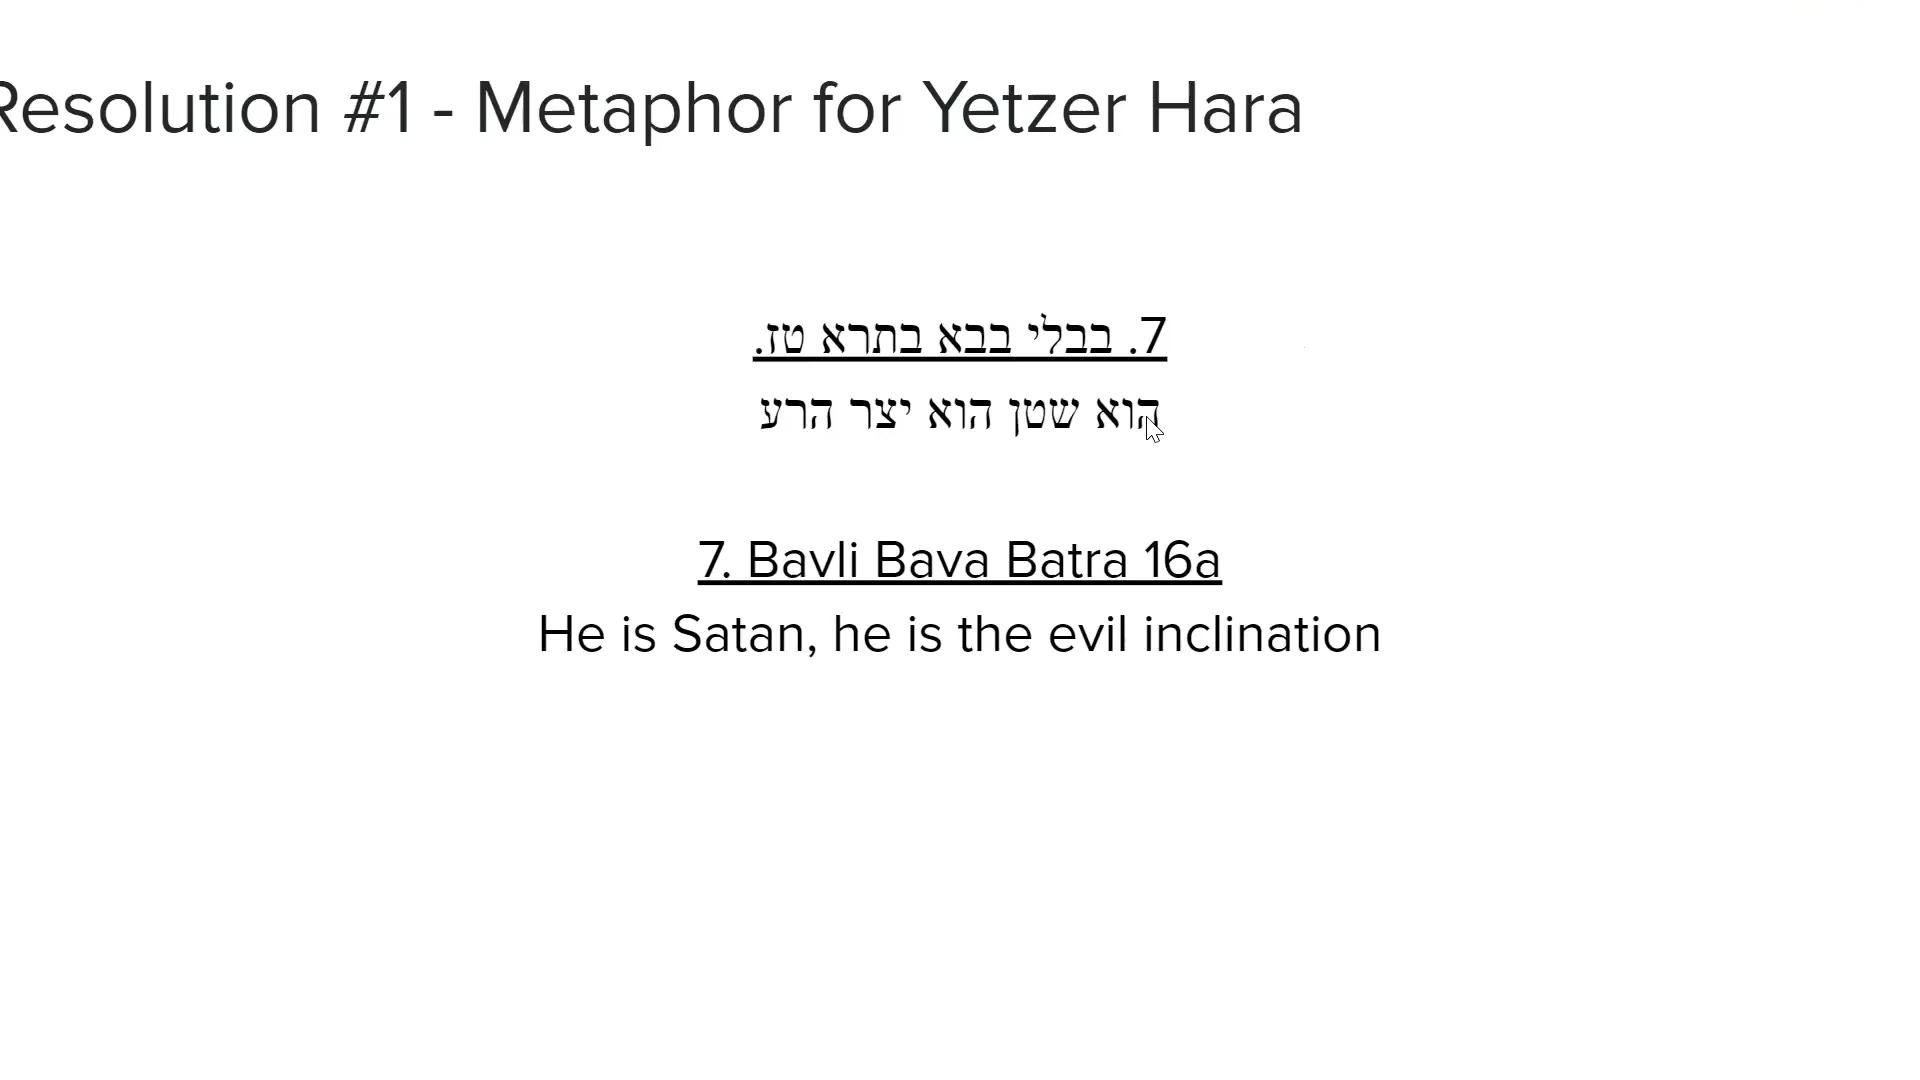 Resolution #1 - Metaphor for Yetzer Hara
7. בבלי בבא בתרא טז.
הוא שטן הוא יצר הרע
7. Bavli Bava Batra 16a
He is Satan, he is the evil inclination